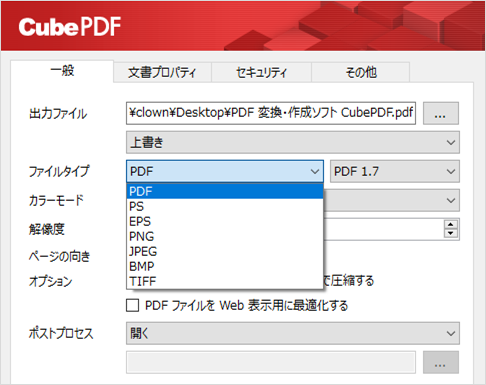 CubePDF
一般 文書プロパティ セキュリティ その他
出力ファイル ¥clown¥Desktop¥PDF 変換・作成ソフト CubePDF.pdf ...
上書き
ファイルタイプ PDF PDF 1.7
PDF
カラーモード PS
EPS
解像度 PNG
JPEG
ページの向き BMP
オプション TIFF で圧縮する
PDF ファイルを Web 表示用に最適化する
ポストプロセス 開く
...